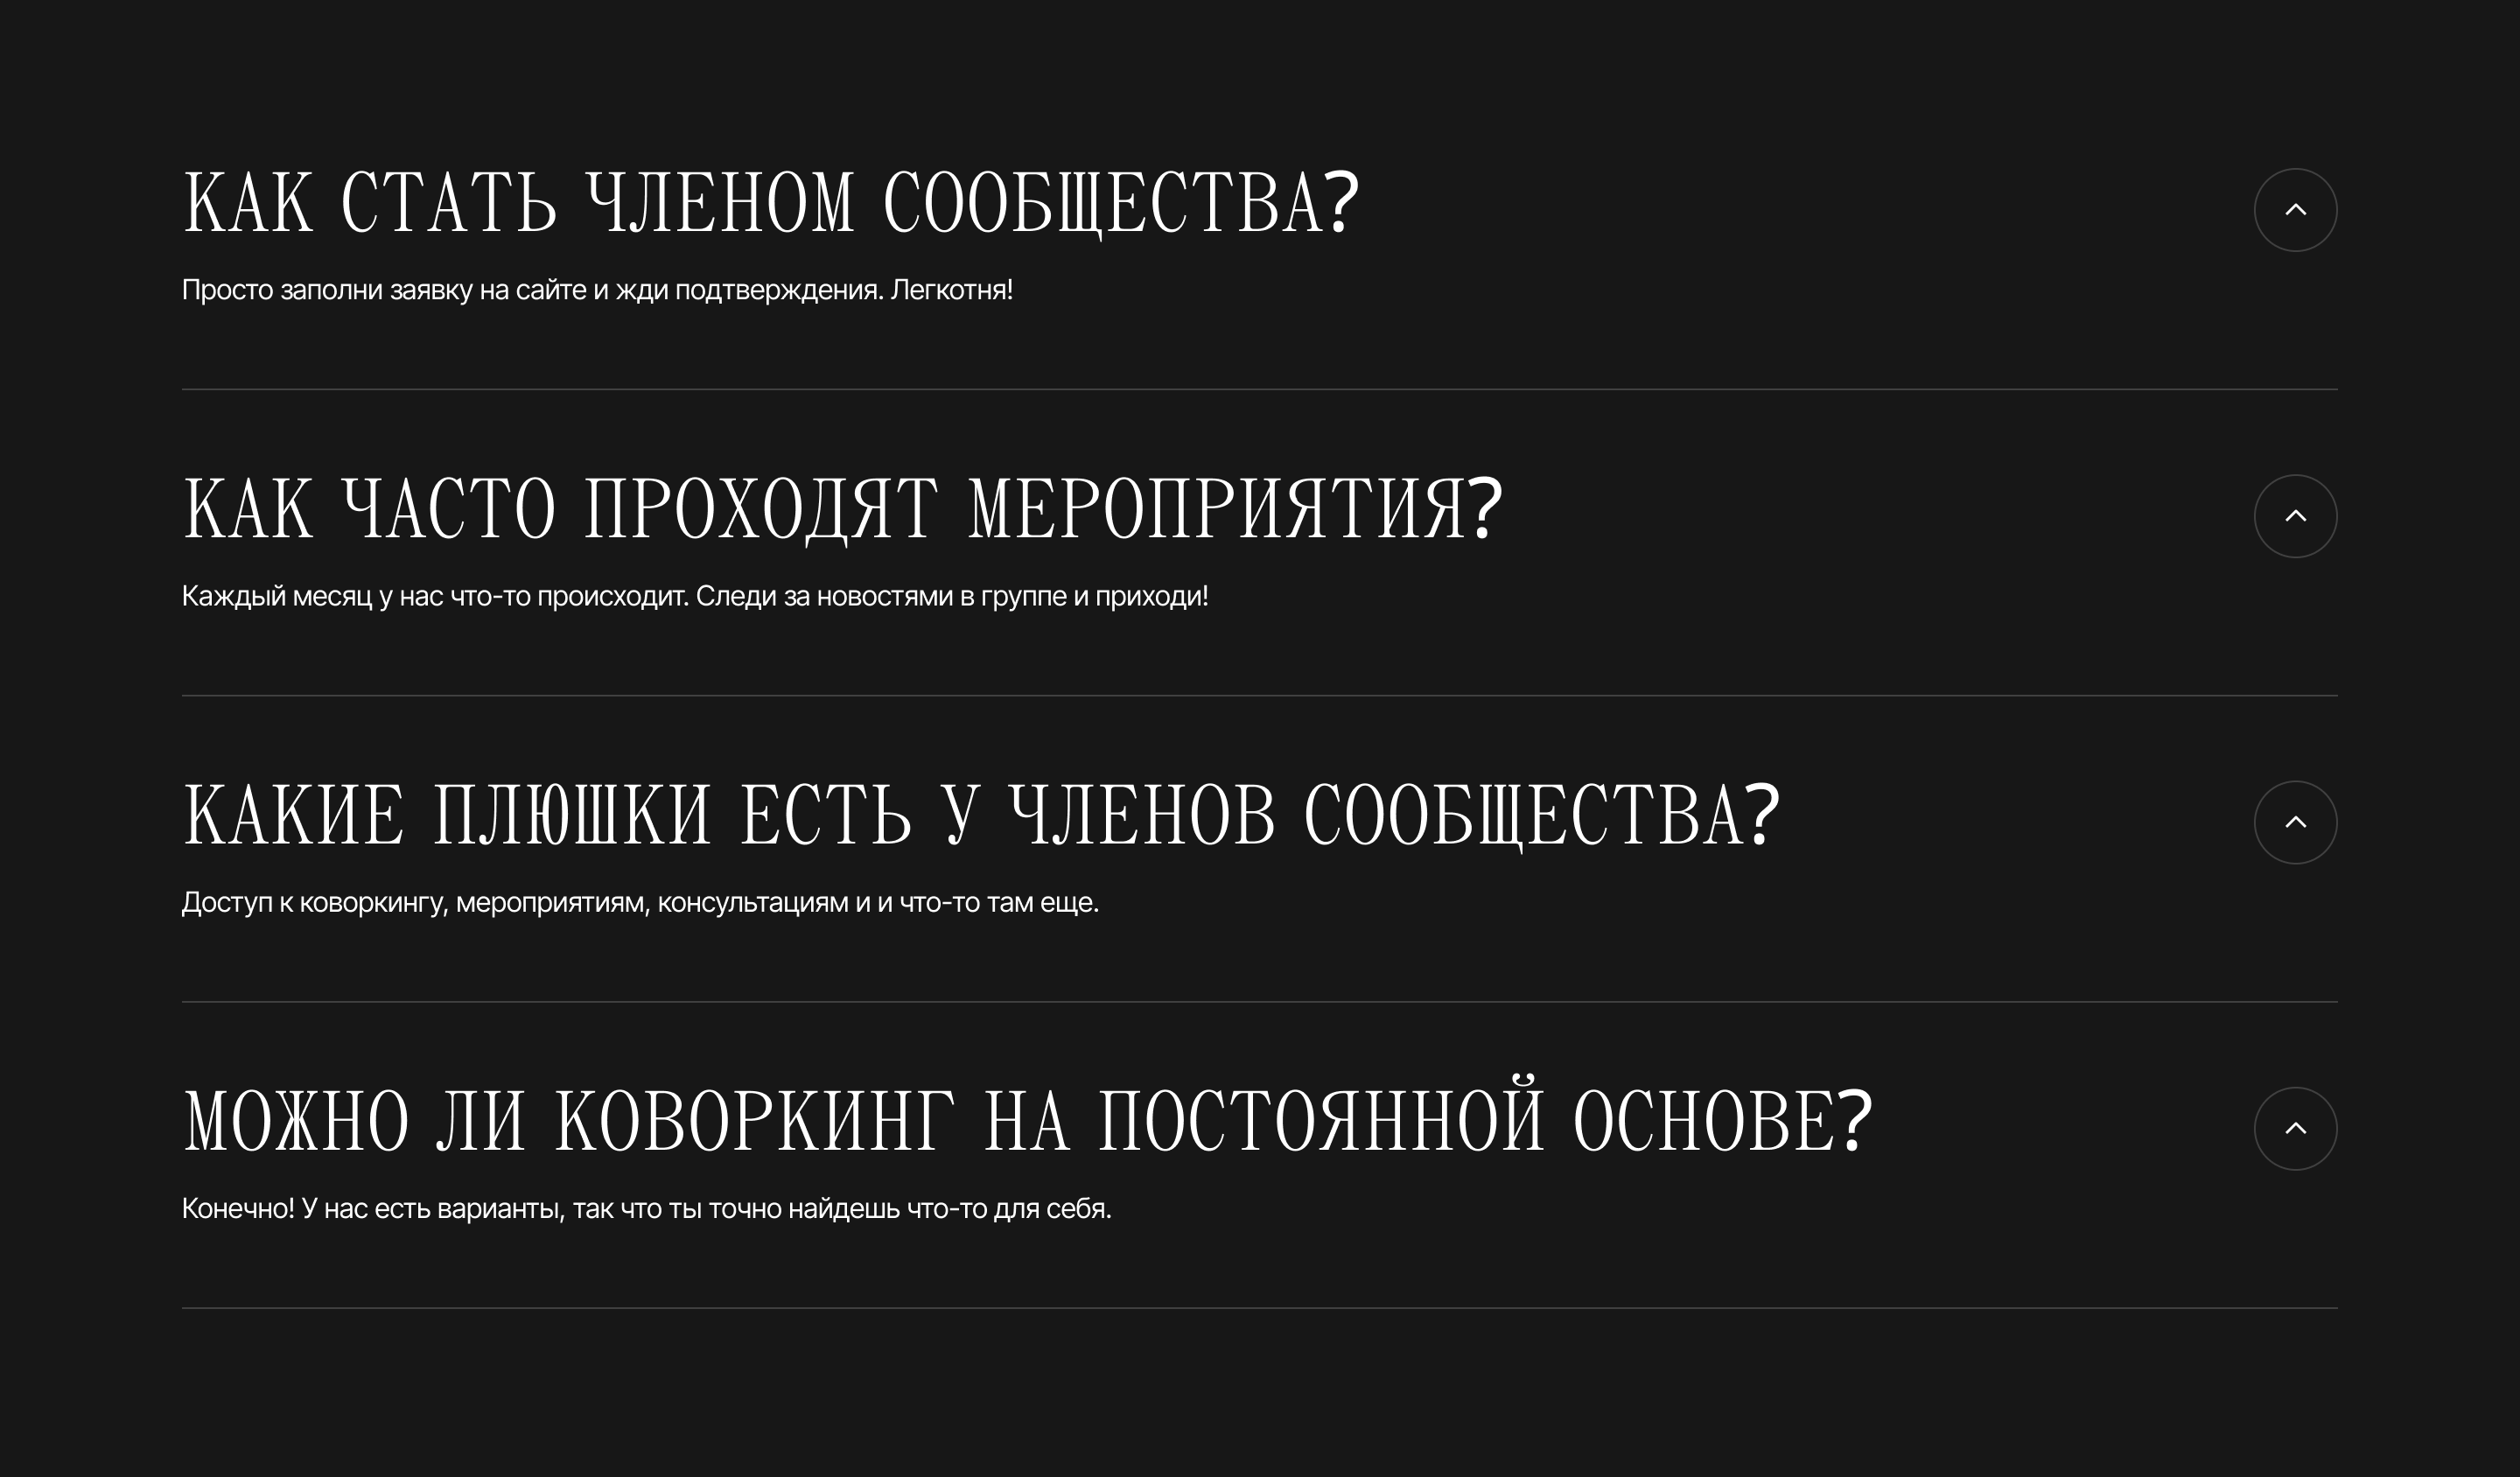 КАК СТАТЬ ЧЛЕНОМ СООБЩЕСТВА?
Просто заполни заявку на сайте и жди подтверждения. Легкотня!
КАК ЧАСТО ПРОХОДЯТ МЕРОПРИЯТИЯ?
Каждый месяц у нас что-то происходит. Следи за новостями в группе и приходи!
КАКИЕ ПЛЮШКИ ЕСТЬ У ЧЛЕНОВ СООБЩЕСТВА?
Доступ к коворкингу, мероприятиям, консультациям и и что-то там еще.
МОЖНО ЛИ КОВОРКИНГ НА ПОСТОЯННОЙ ОСНОВЕ?
Конечно! У нас есть варианты, так что ты точно найдешь что-то для себя.